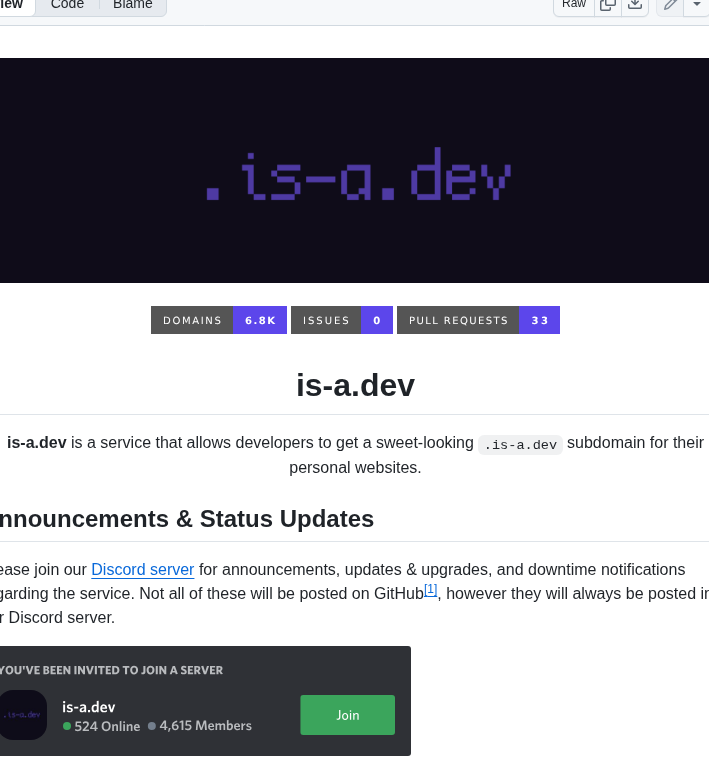 iew Code Blame Raw
.is-a.dev
DOMAINS 6.8K ISSUES 0 PULL REQUESTS 33
is-a.dev
is-a.dev is a service that allows developers to get a sweet-looking .is-a.dev subdomain for their
personal websites.
nnouncements & Status Updates
ease join our Discord server for announcements, updates & upgrades, and downtime notifications
garding the service. Not all of these will be posted on GitHub[1], however they will always be posted in
r Discord server.
YOU'VE BEEN INVITED TO JOIN A SERVER
.is-a.dev
is-a.dev
524 Online 4,615 Members
Join